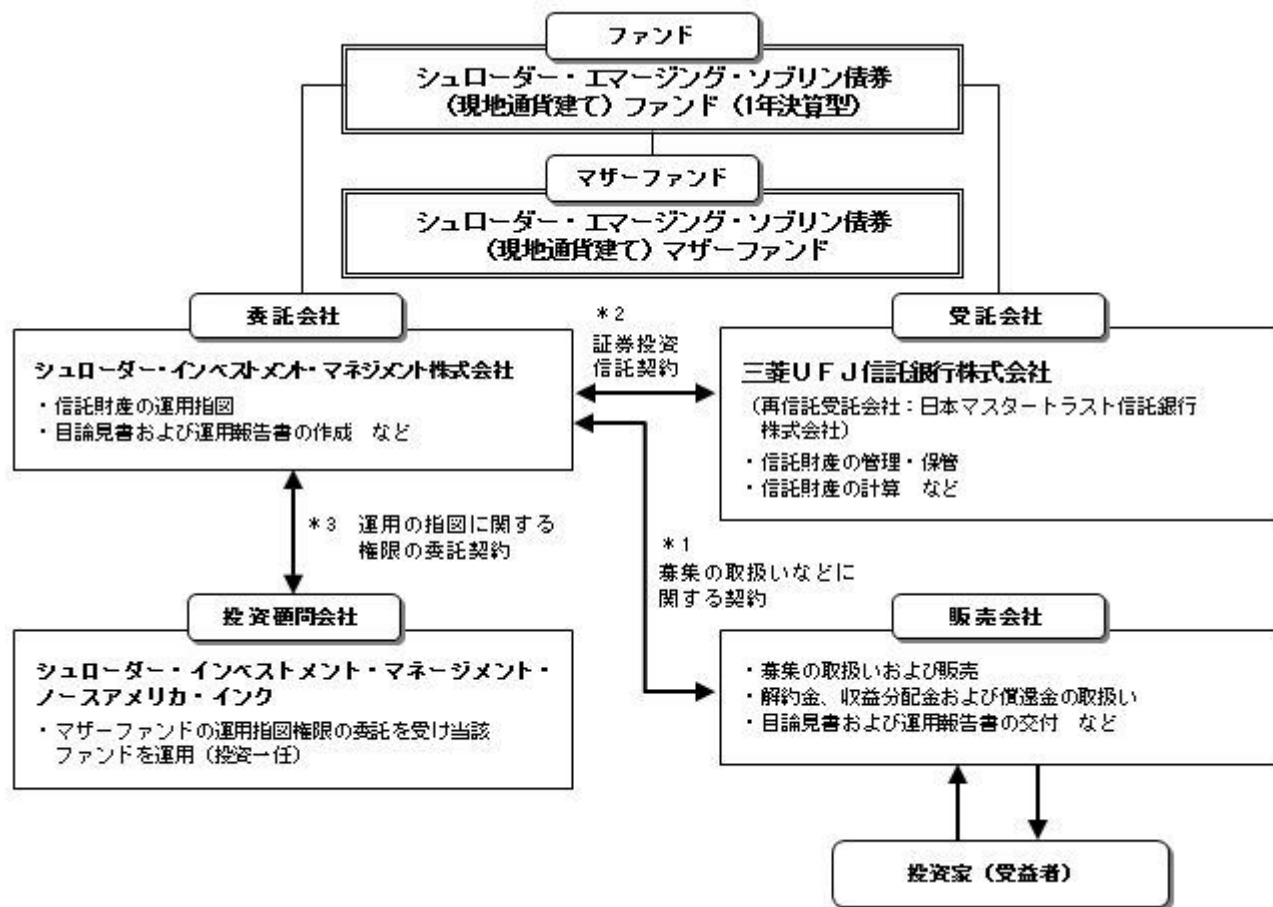 ファンド
シュローダー・エマージング・ソブリン債券
（現地通貨建て）ファンド（1年決算型）
マザーファンド
シュローダー・エマージング・ソブリン債券
（現地通貨建て）マザーファンド
委託会社
シュローダー・インベストメント・マネジメント株式会社
・信託財産の運用指図
・目論見書および運用報告書の作成　など
＊2
証券投資
信託契約
受託会社
三菱ＵＦＪ信託銀行株式会社
（再信託受託会社：日本マスタートラスト信託銀行
株式会社）
・信託財産の管理・保管
・信託財産の計算　など
＊3　運用の指図に関する
権限の委託契約
＊1
募集の取扱いなどに
関する契約
投資顧問会社
シュローダー・インベストメント・マネージメント・
ノースアメリカ・インク
・マザーファンドの運用指図権限の委託を受け当該
ファンドを運用（投資一任）
販売会社
・募集の取扱いおよび販売
・解約金、収益分配金および償還金の取扱い
・目論見書および運用報告書の交付　など
投資家（受益者）